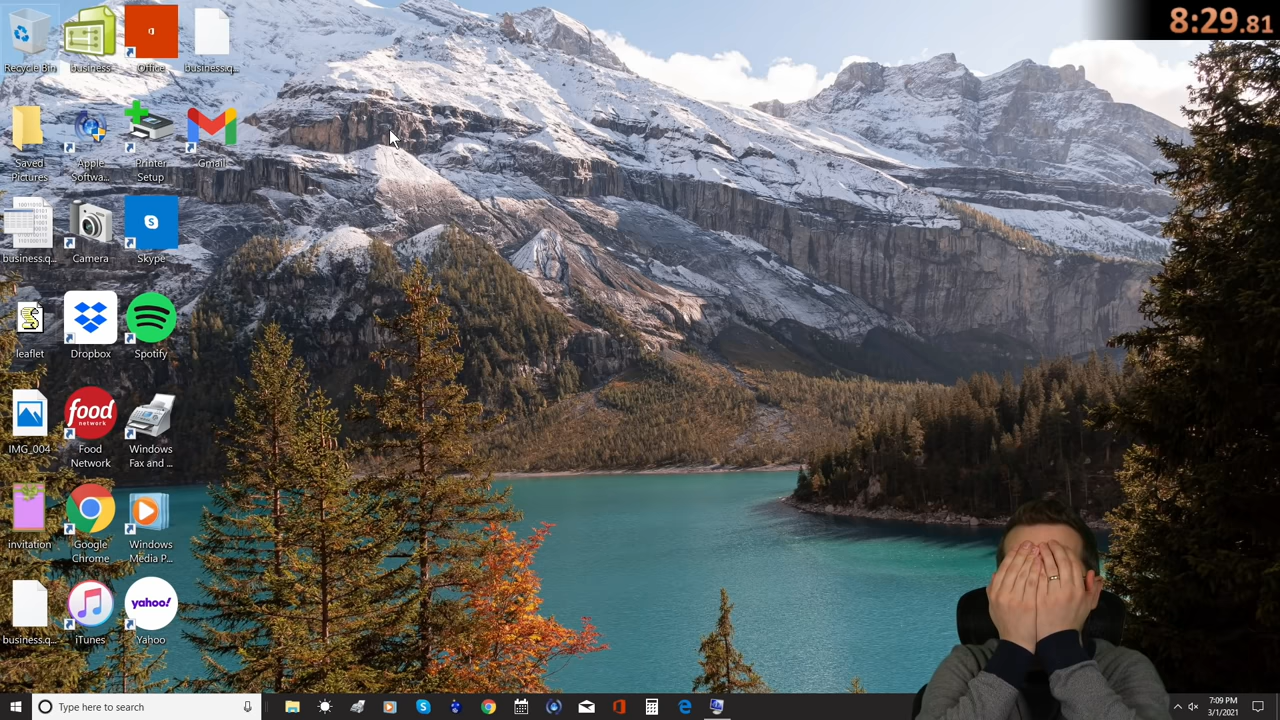 8:29.81
Recycle Bin
business
Office
business.q...
Saved
Pictures
Apple
Softwa...
Printer
Setup
Gmail
business.q...
Camera
Skype
leaflet
Dropbox
Spotify
IMG_004
food
network
Food
Network
Windows
Fax and ...
invitation
Google
Chrome
Windows
Media P...
business.q...
iTunes
yahoo!
Yahoo
Type here to search
7:09 PM
3/1/2021